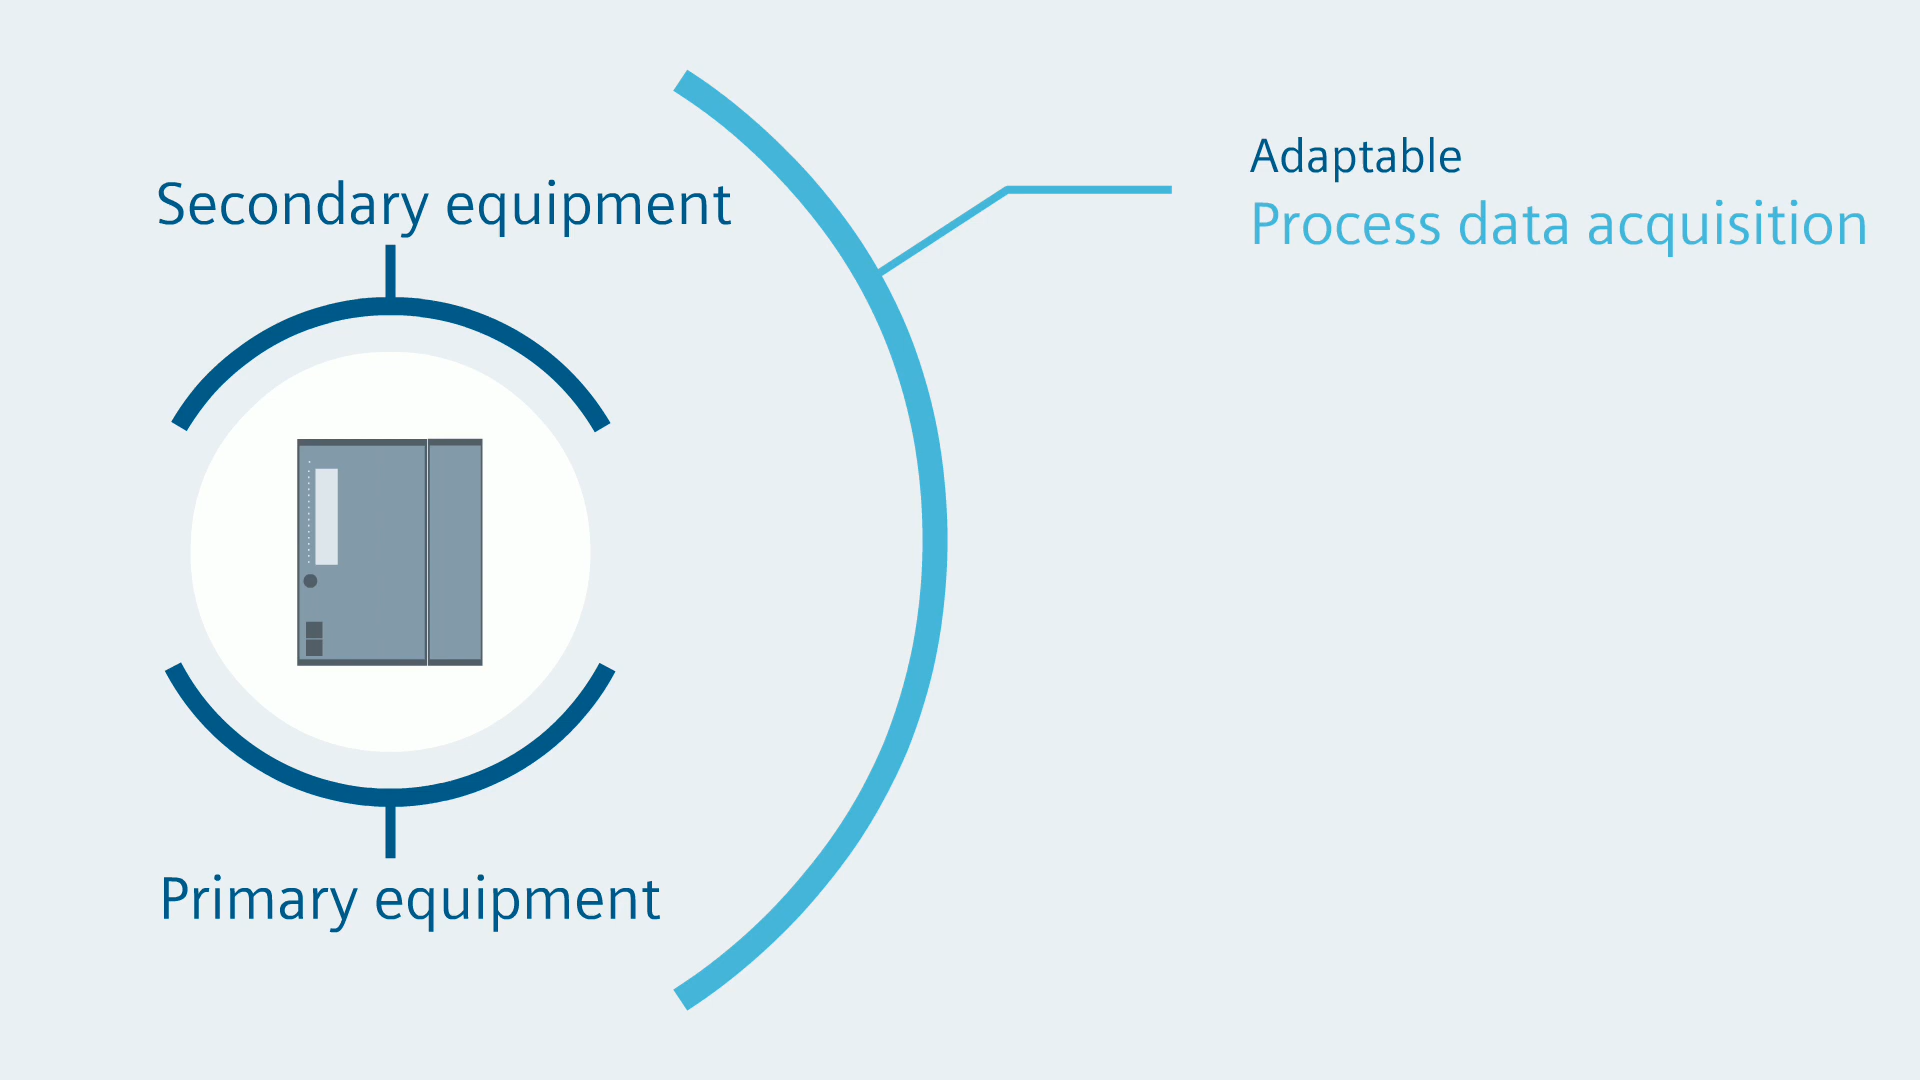 Secondary equipment
Primary equipment
Adaptable
Process data acquisition